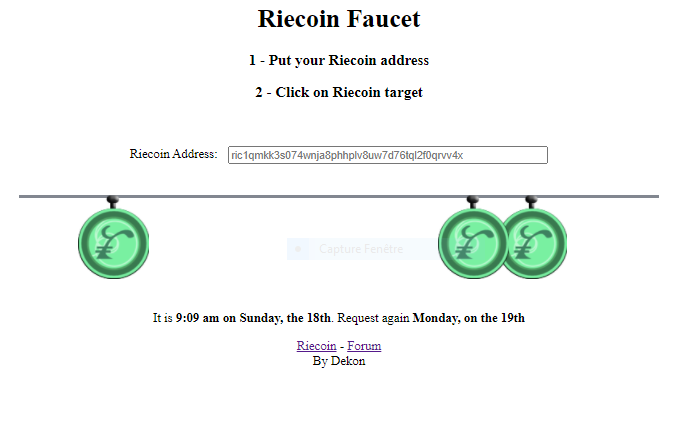 Riecoin Faucet
1 - Put your Riecoin address
2 - Click on Riecoin target
Riecoin Address: ric1qmkk3s074wnja8phhplv8uw7d76tql2f0qrvv4x
Capture Fenêtre
It is 9:09 am on Sunday, the 18th. Request again Monday, on the 19th
Riecoin - Forum
By Dekon